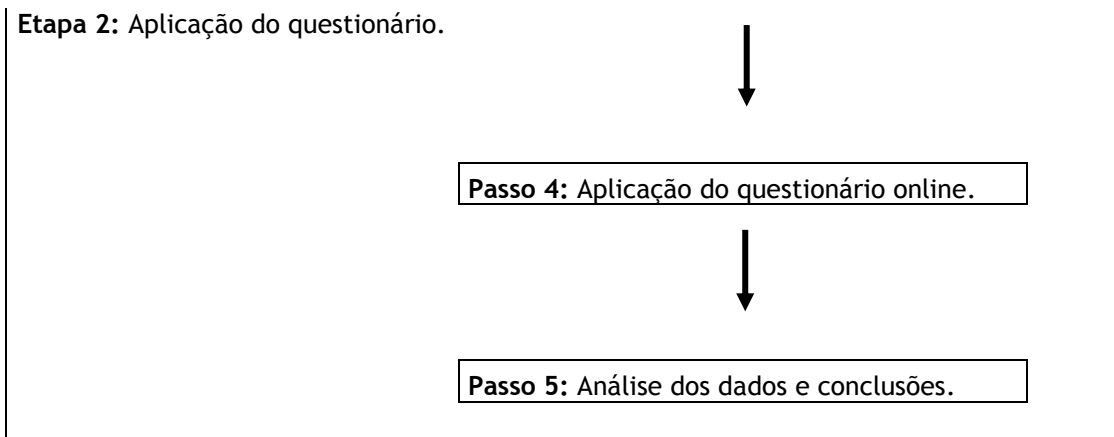 Etapa 2: Aplicação do questionário.
Passo 4: Aplicação do questionário online.
Passo 5: Análise dos dados e conclusões.